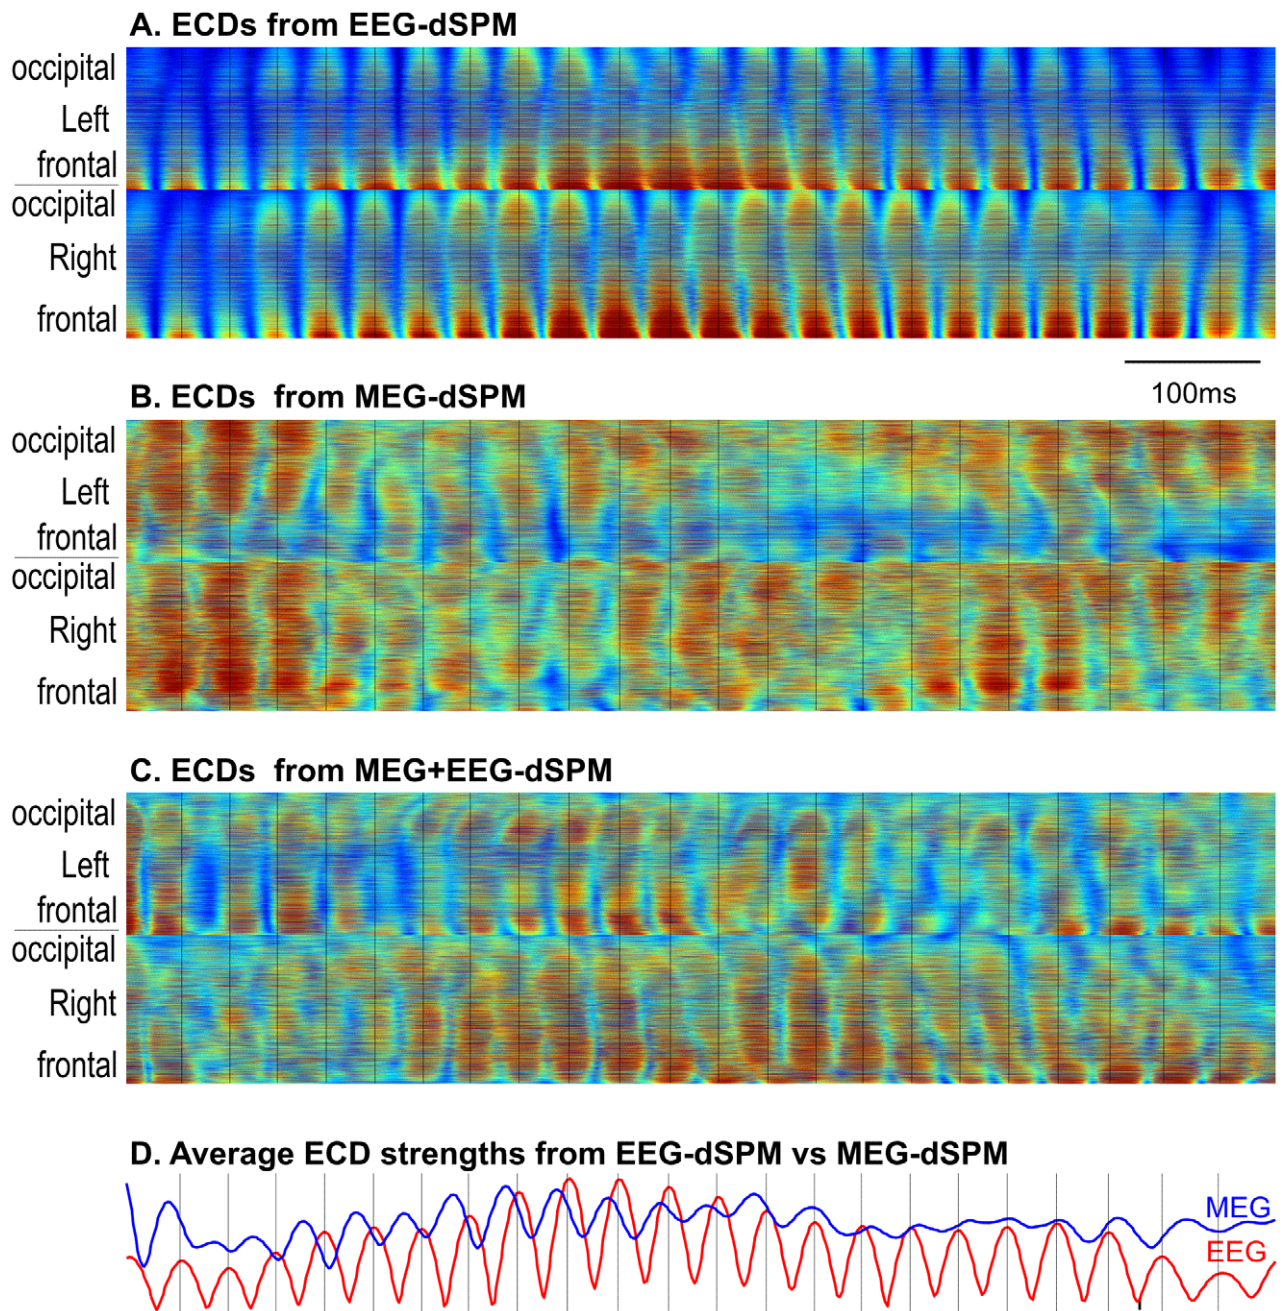 A. ECDs from EEG-dSPM
occipital
Left
frontal
occipital
Right
frontal
100ms
B. ECDs from MEG-dSPM
occipital
Left
frontal
occipital
Right
frontal
C. ECDs from MEG+EEG-dSPM
occipital
Left
frontal
occipital
Right
frontal
D. Average ECD strengths from EEG-dSPM vs MEG-dSPM
MEG
EEG